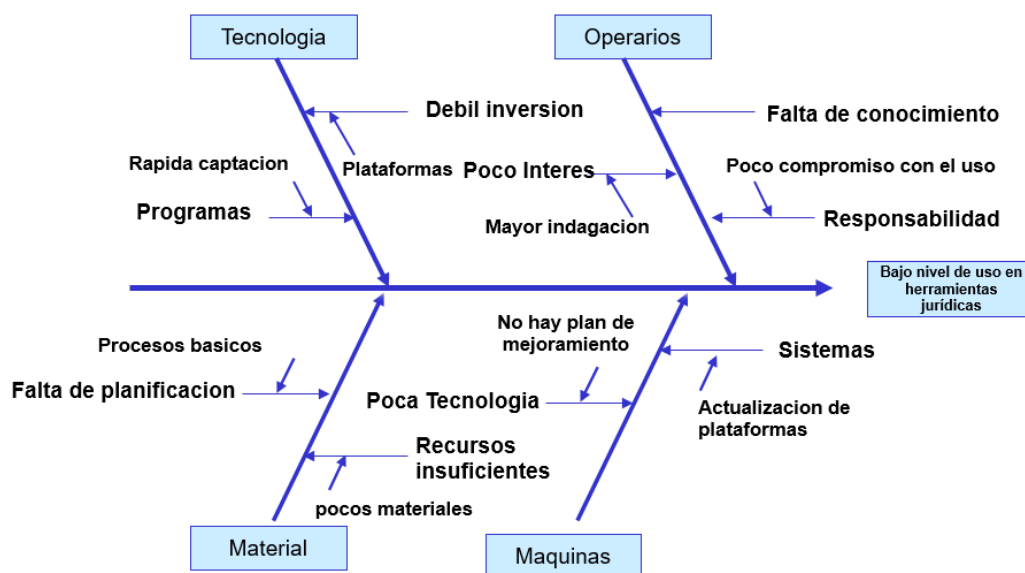 Tecnologia
Operarios
Debil inversion
Falta de conocimiento
Rapida captacion
Plataformas
Poco Interes
Poco compromiso con el uso
Programas
Mayor indagacion
Responsabilidad
Bajo nivel de uso en
herramientas
jurídicas
Procesos basicos
No hay plan de
mejoramiento
Sistemas
Falta de planificacion
Poca Tecnologia
Actualizacion de
plataformas
Recursos
insuficientes
pocos materiales
Material
Maquinas